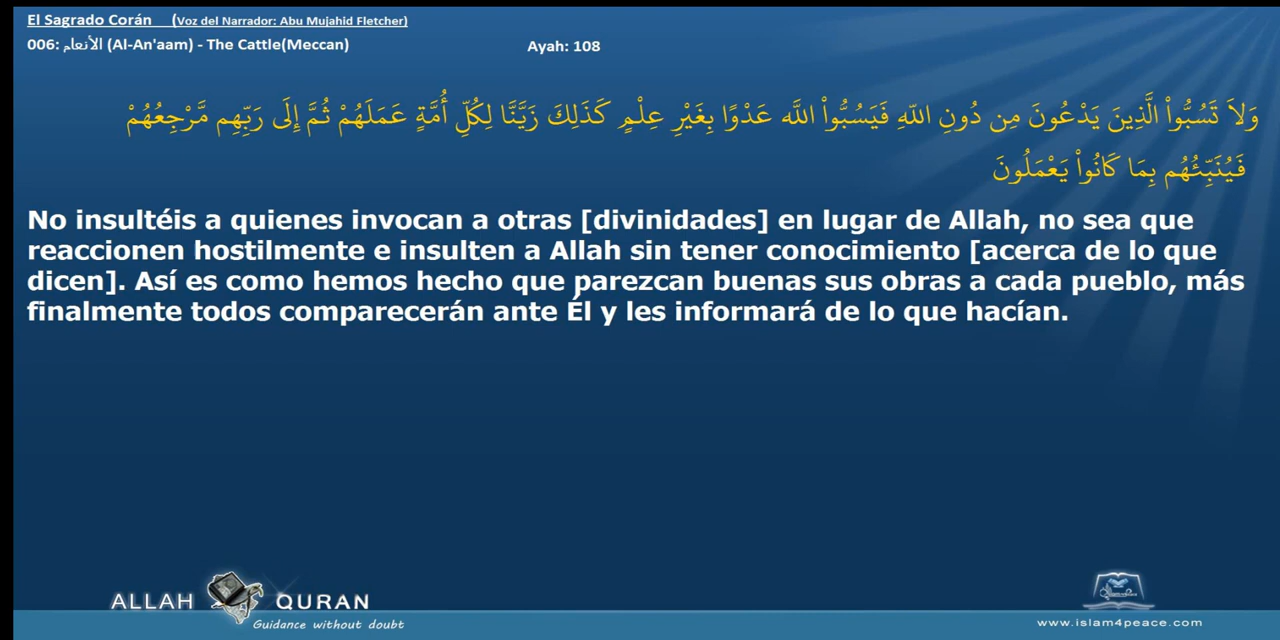 El Sagrado Corán (Voz del Narrador: Abu Mujahid Fletcher)
006: الأنعام (Al-An'aam) - The Cattle(Meccan) Ayah: 108
وَلاَ تَسُبُّواْ الَّذِينَ يَدْعُونَ مِن دُونِ اللّهِ فَيَسُبُّواْ اللّهَ عَدْوًا بِغَيْرِ عِلْمٍ كَذَلِكَ زَيَّنَّا لِكُلِّ أُمَّةٍ عَمَلَهُمْ ثُمَّ إِلَى رَبِّهِم مَّرْجِعُهُمْ
فَيُنَبِّئُهُم بِمَا كَانُواْ يَعْمَلُونَ
No insultéis a quienes invocan a otras [divinidades] en lugar de Allah, no sea que
reaccionen hostilmente e insulten a Allah sin tener conocimiento [acerca de lo que
dicen]. Así es como hemos hecho que parezcan buenas sus obras a cada pueblo, más
finalmente todos comparecerán ante Él y les informará de lo que hacían.
ALLAH QURAN
Guidance without doubt
www.islam4peace.com